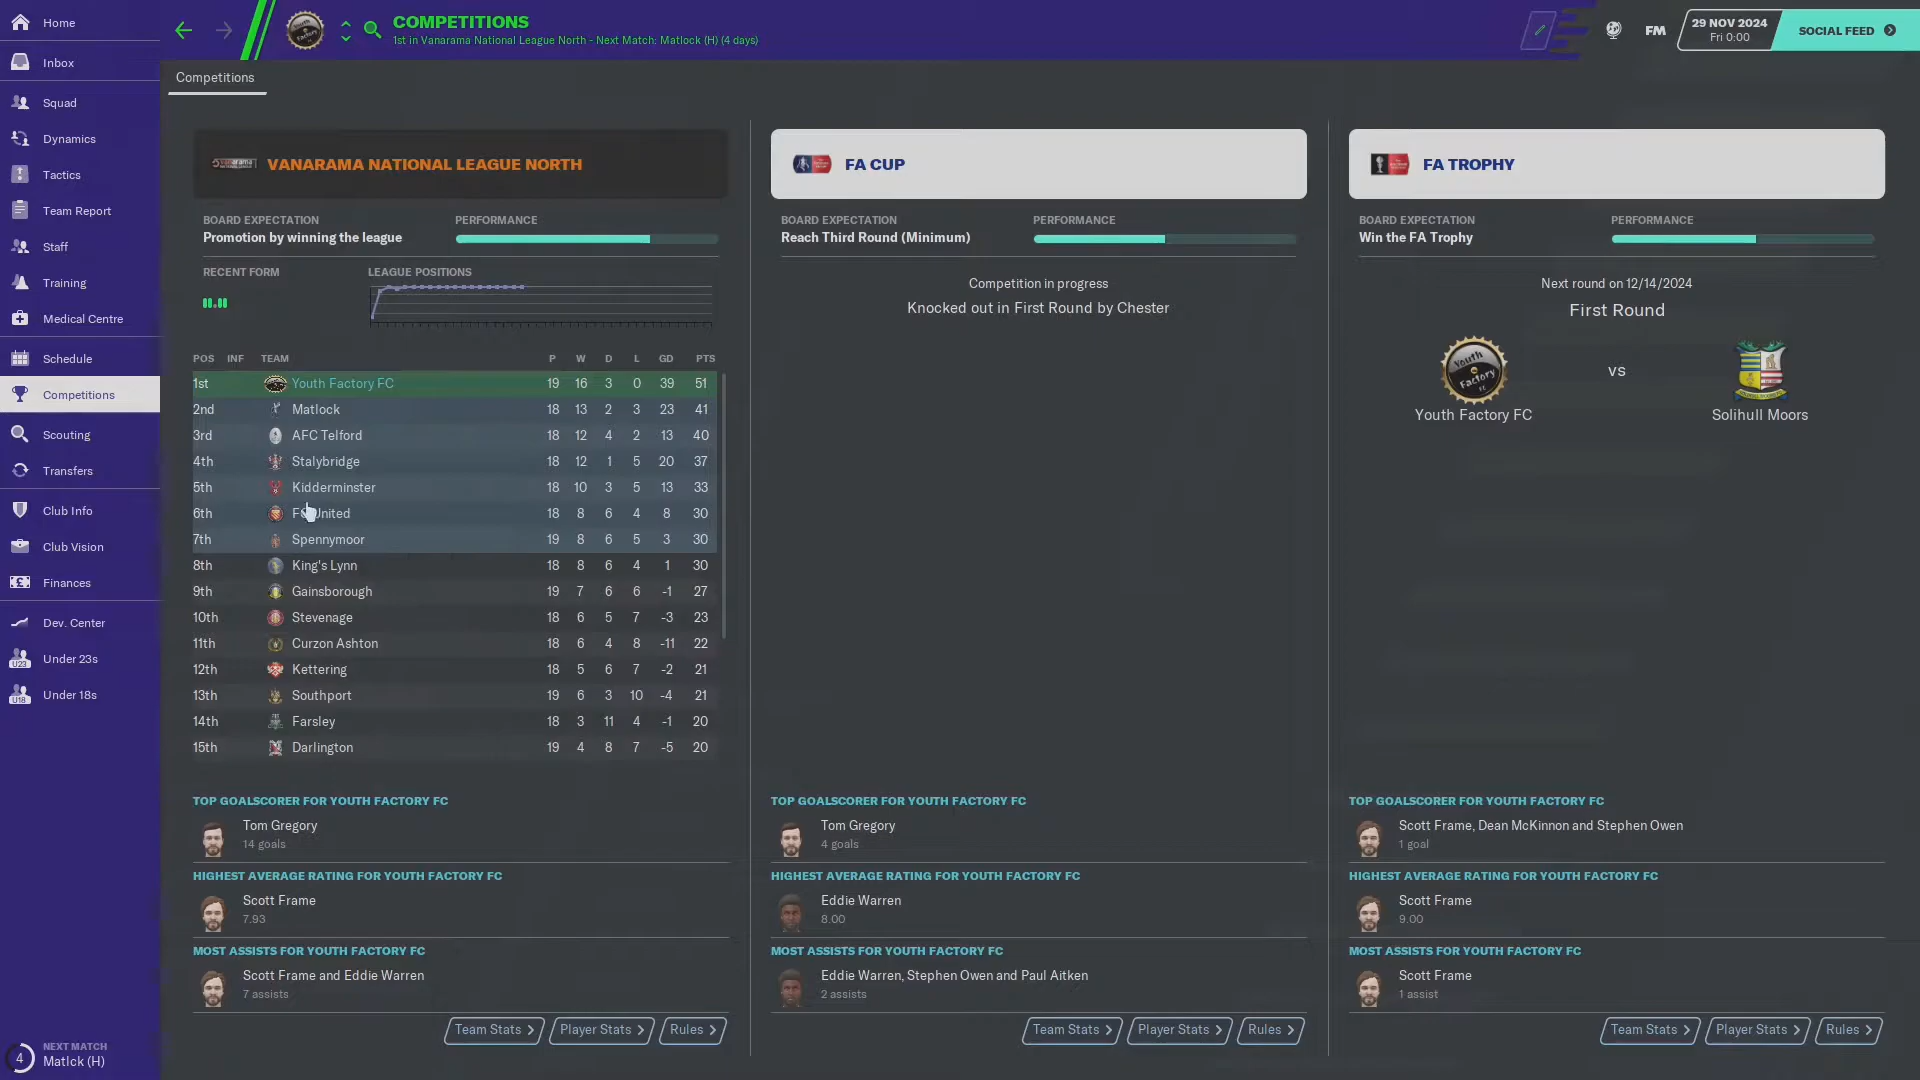 Home
Inbox
Squad
Dynamics
Tactics
Team Report
Staff
Training
Medical Centre
Schedule
Competitions
Scouting
Transfers
Club Info
Club Vision
Finances
Dev. Center
U23 Under 23s
U18 Under 18s
4 NEXT MATCH
Matlck (H)
COMPETITIONS
1st in Vanarama National League North - Next Match: Matlock (H) (4 days)
FM
29 NOV 2024
Fri 0:00
SOCIAL FEED
Competitions
VANARAMA NATIONAL LEAGUE NORTH
BOARD EXPECTATION PERFORMANCE
Promotion by winning the league
RECENT FORM LEAGUE POSITIONS
POS INF TEAM P W D L GD PTS
1st Youth Factory FC 19 16 3 0 39 51
2nd Matlock 18 13 2 3 23 41
3rd AFC Telford 18 12 4 2 13 40
4th Stalybridge 18 12 1 5 20 37
5th Kidderminster 18 10 3 5 13 33
6th United 18 8 6 4 8 30
7th Spennymoor 19 8 6 5 3 30
8th King's Lynn 18 8 6 4 1 30
9th Gainsborough 19 7 6 6 -1 27
10th Stevenage 18 6 5 7 -3 23
11th Curzon Ashton 18 6 4 8 -11 22
12th Kettering 18 5 6 7 -2 21
13th Southport 19 6 3 10 -4 21
14th Farsley 18 3 11 4 -1 20
15th Darlington 19 4 8 7 -5 20
TOP GOALSCORER FOR YOUTH FACTORY FC
Tom Gregory
14 goals
HIGHEST AVERAGE RATING FOR YOUTH FACTORY FC
Scott Frame
7.93
MOST ASSISTS FOR YOUTH FACTORY FC
Scott Frame and Eddie Warren
7 assists
Team Stats Player Stats Rules
FA CUP
BOARD EXPECTATION PERFORMANCE
Reach Third Round (Minimum)
Competition in progress
Knocked out in First Round by Chester
TOP GOALSCORER FOR YOUTH FACTORY FC
Tom Gregory
4 goals
HIGHEST AVERAGE RATING FOR YOUTH FACTORY FC
Eddie Warren
8.00
MOST ASSISTS FOR YOUTH FACTORY FC
Eddie Warren, Stephen Owen and Paul Aitken
2 assists
Team Stats Player Stats Rules
FA TROPHY
BOARD EXPECTATION PERFORMANCE
Win the FA Trophy
Next round on 12/14/2024
First Round
Youth Factory
vs
Youth Factory FC Solihull Moors
TOP GOALSCORER FOR YOUTH FACTORY FC
Scott Frame, Dean McKinnon and Stephen Owen
1 goal
HIGHEST AVERAGE RATING FOR YOUTH FACTORY FC
Scott Frame
9.00
MOST ASSISTS FOR YOUTH FACTORY FC
Scott Frame
1 assist
Team Stats Player Stats Rules